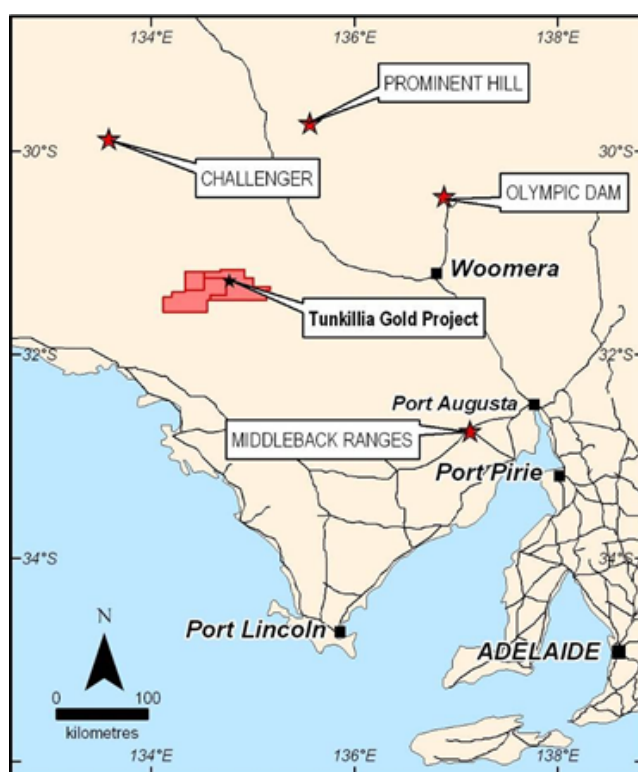 134°E 136°E 138°E
PROMINENT HILL
30°S 30°S
CHALLENGER
OLYMPIC DAM
Woomera
Tunkillia Gold Project
32°S 32°S
Port Augusta
MIDDLEBACK RANGES
Port Pirie
34°S 34°S
N
Port Lincoln
ADELAIDE
0 100
kilometres
134°E 136°E 138°E